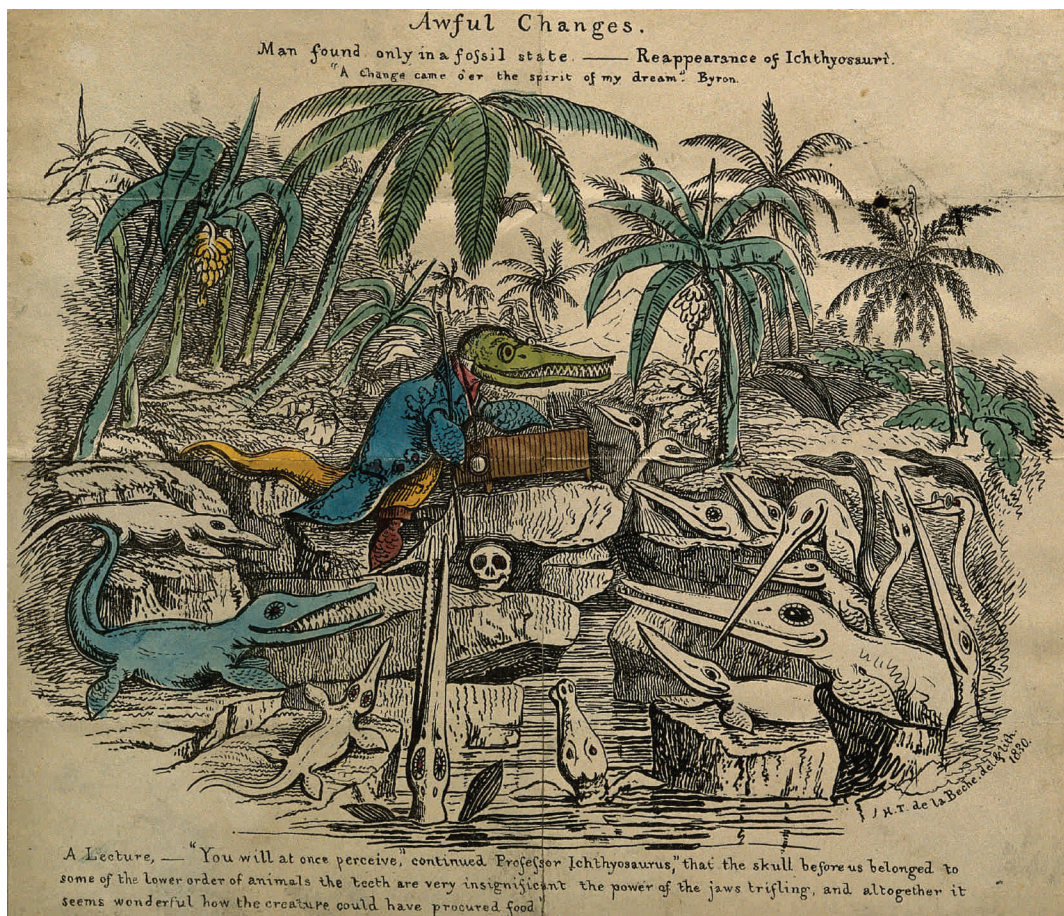 Awful Changes.
Man found only in a foſsil state. — Reappearance of Ichthyosauri.
"A Change came o'er the spirit of my dream". Byron.
J H.T. de la Beche. del. & lith. 1830.
A Lecture, — "You will at once perceive," continued Professor Ichthyosaurus, "that the skull before us belonged to
some of the lower order of animals the teeth are very insignificant the power of the jaws trifling, and altogether it
seems wonderful how the creature could have procured food"